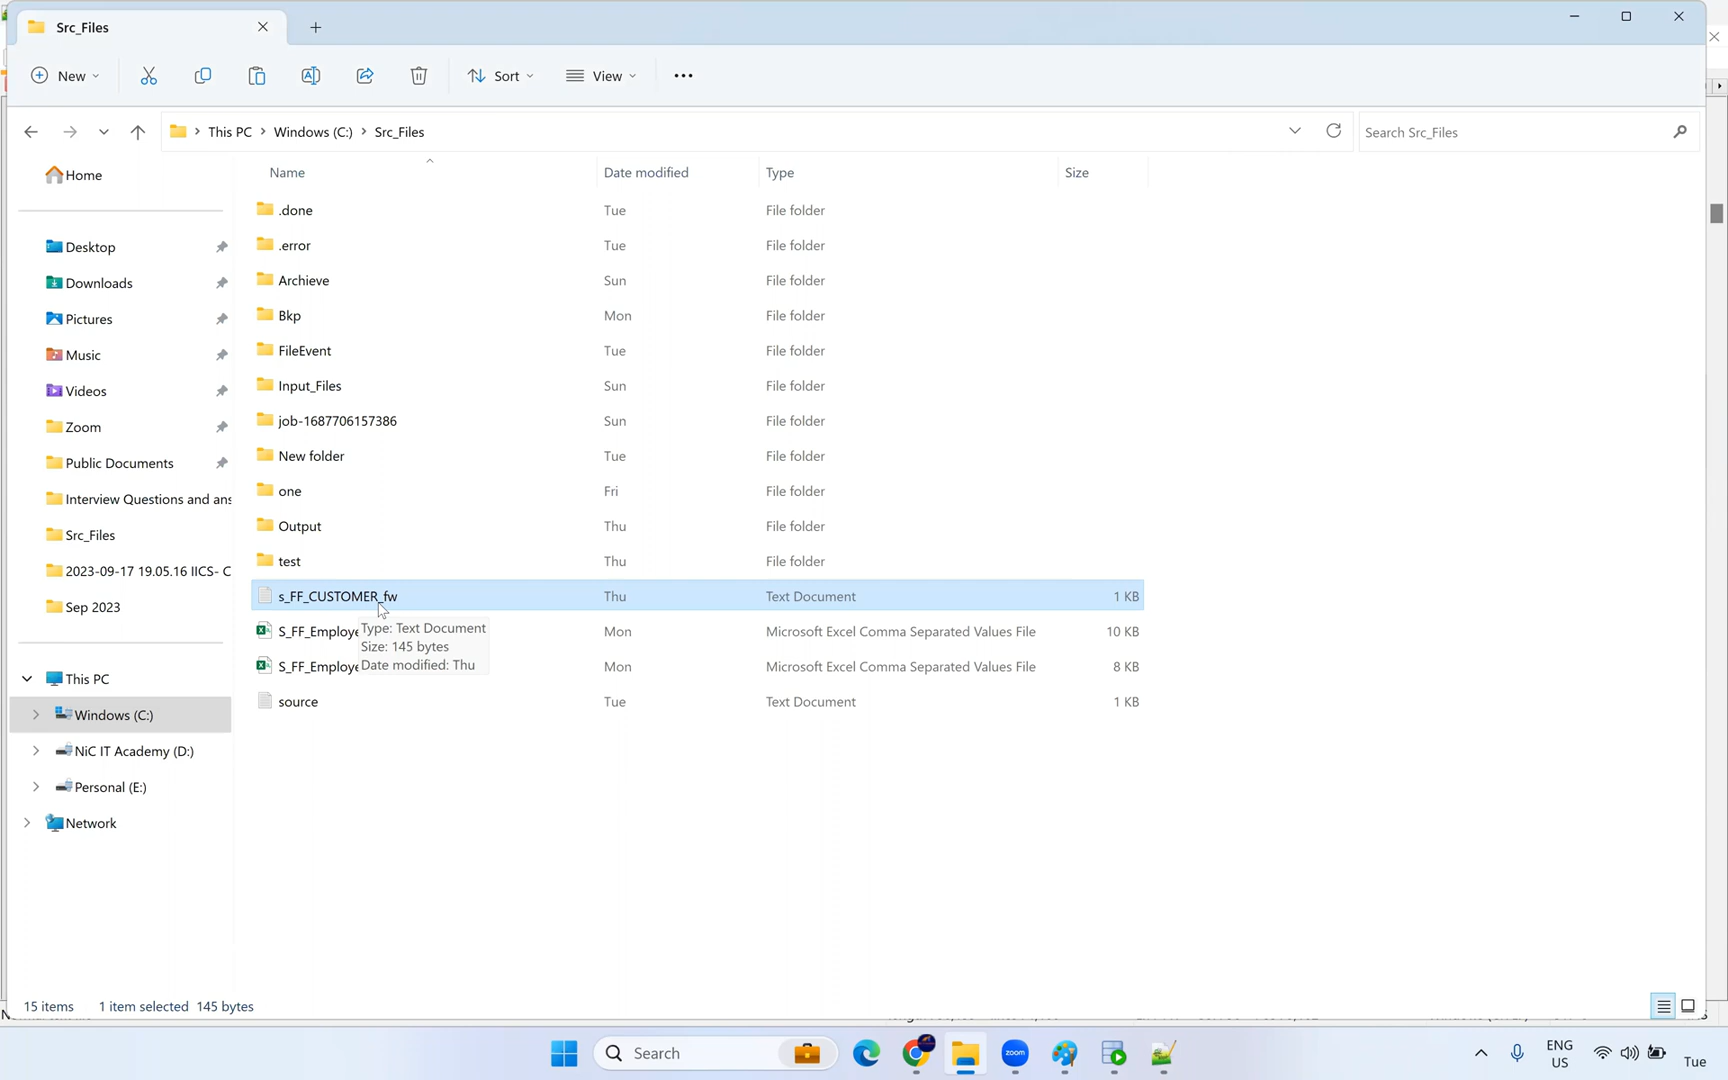 Src_Files
New
Sort
View
This PC
Windows (C:)
Src_Files
Search Src_Files
Name
Date modified
Type
Size
Home
Desktop
Downloads
Pictures
Music
Videos
Zoom
Public Documents
Interview Questions and ans
Src_Files
2023-09-17 19.05.16 IICS- C
Sep 2023
This PC
Windows (C:)
NiC IT Academy (D:)
Personal (E:)
Network
.done Tue File folder
.error Tue File folder
Archieve Sun File folder
Bkp Mon File folder
FileEvent Tue File folder
Input_Files Sun File folder
job-1687706157386 Sun File folder
New folder Tue File folder
one Fri File folder
Output Thu File folder
test Thu File folder
s_FF_CUSTOMER_fw Thu Text Document 1 KB
S_FF_Employe Mon Microsoft Excel Comma Separated Values File 10 KB
S_FF_Employe Mon Microsoft Excel Comma Separated Values File 8 KB
source Tue Text Document 1 KB
Type: Text Document
Size: 145 bytes
Date modified: Thu
15 items 1 item selected 145 bytes
Search
zoom
ENG
US
Tue